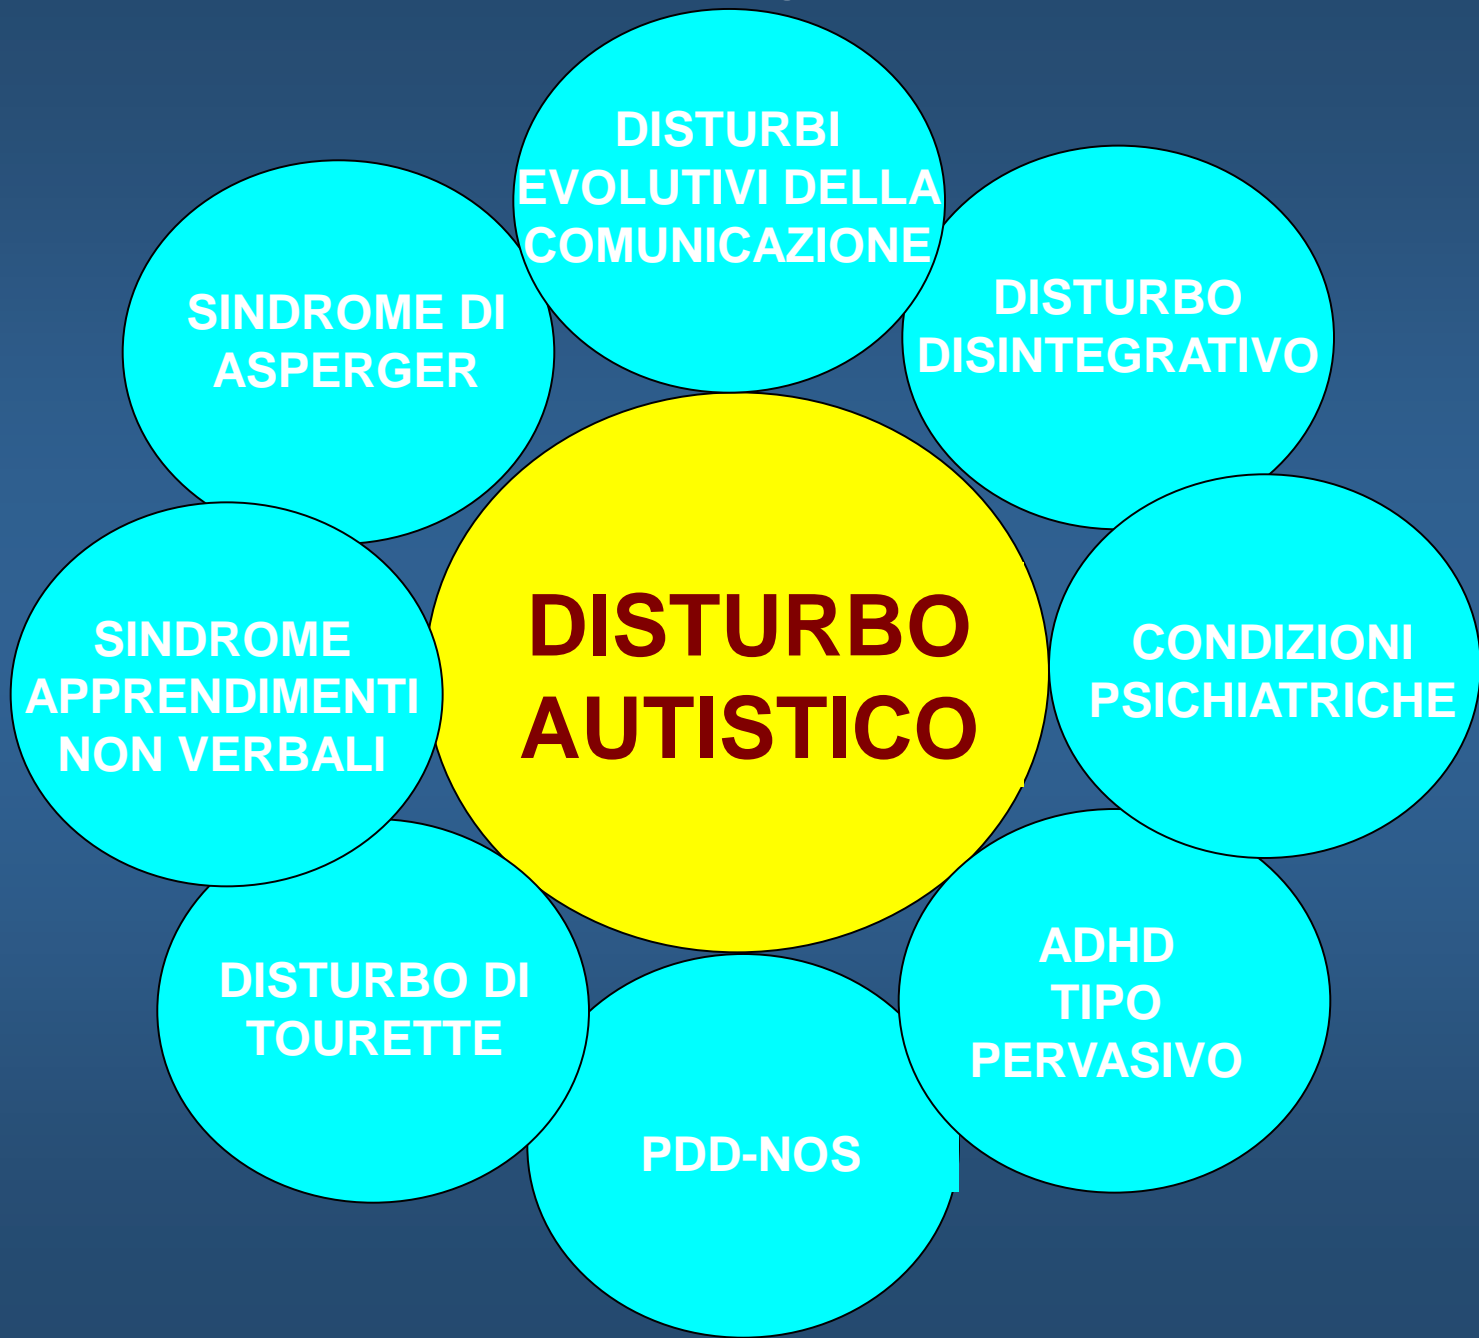 DISTURBI
EVOLUTIVI DELLA
COMUNICAZIONE
SINDROME DI
ASPERGER
DISTURBO
DISINTEGRATIVO
DISTURBO
AUTISTICO
SINDROME
APPRENDIMENTI
NON VERBALI
CONDIZIONI
PSICHIATRICHE
DISTURBO DI
TOURETTE
ADHD
TIPO
PERVASIVO
PDD-NOS